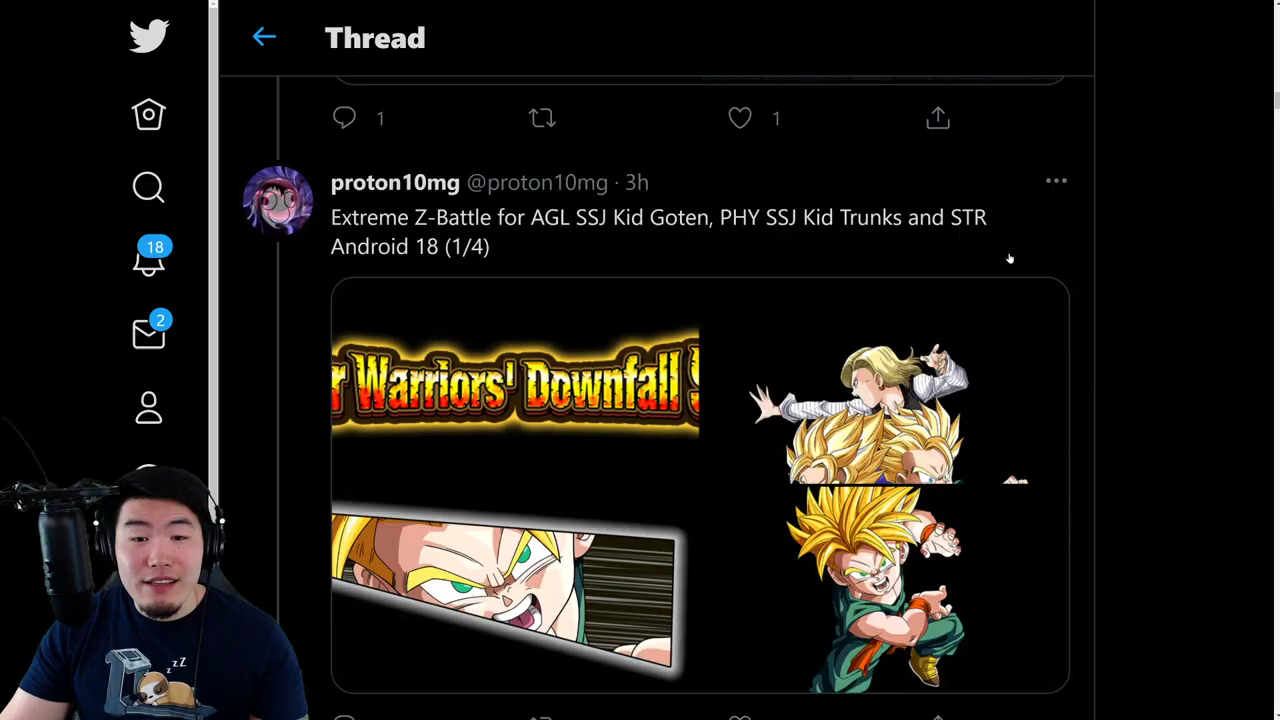 Thread
1
1
proton10mg @proton10mg · 3h
Extreme Z-Battle for AGL SSJ Kid Goten, PHY SSJ Kid Trunks and STR
Android 18 (1/4)
18
2
Warriors' Downfall
z Z Z